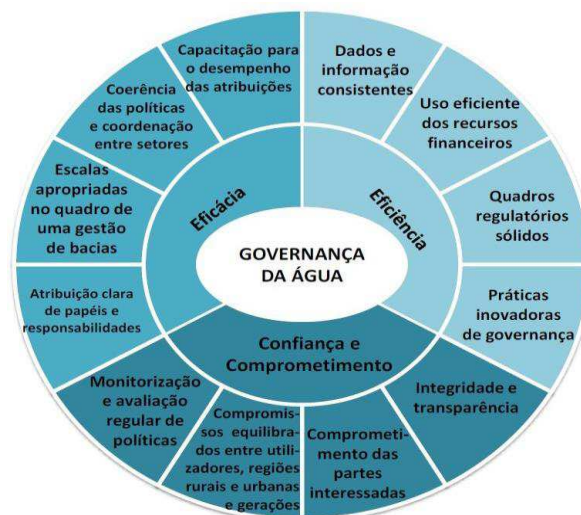 Capacitação para
o desempenho
das atribuições
Dados e
informação
consistentes
Coerência
das políticas
e coordenação
entre setores
Uso eficiente
dos recursos
financeiros
Escalas
apropriadas
no quadro de
uma gestão
de bacias
Eficácia
Eficiência
Quadros
regulatórios
sólidos
GOVERNANÇA
DA ÁGUA
Atribuição clara
de papéis e
responsabilidades
Práticas
inovadoras
de governança
Confiança e
Comprometimento
Monitorização
e avaliação
regular de
políticas
Compromis-
sos equilibra-
dos entre utili-
zadores, regiões
rurais e urbanas
e gerações
Comprometi-
mento das
partes
interessadas
Integridade e
transparência